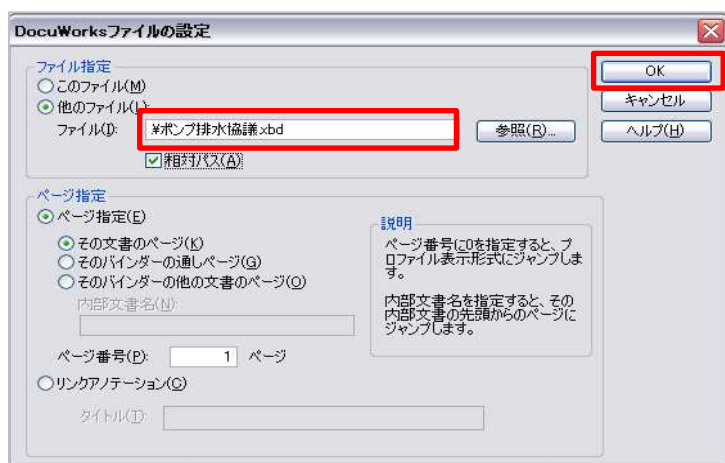 DocuWorksファイルの設定
ファイル指定
このファイル(M)
他のファイル(L):
ファイル(I): ¥ポンプ排水協議.xbd 参照(R)...
相対パス(A)
OK
キャンセル
ヘルプ(H)
ページ指定
ページ指定(E)
その文書のページ(K)
そのバインダーの通しページ(G)
そのバインダーの他の文書のページ(O)
内部文書名(N):
ページ番号(P): 1 ページ
リンクアノテーション(C)
タイトル(T):
説明
ページ番号に0を指定すると、プ
ロファイル表示形式にジャンプしま
す。
内部文書名を指定すると、その
内部文書の先頭からのページに
ジャンプします。